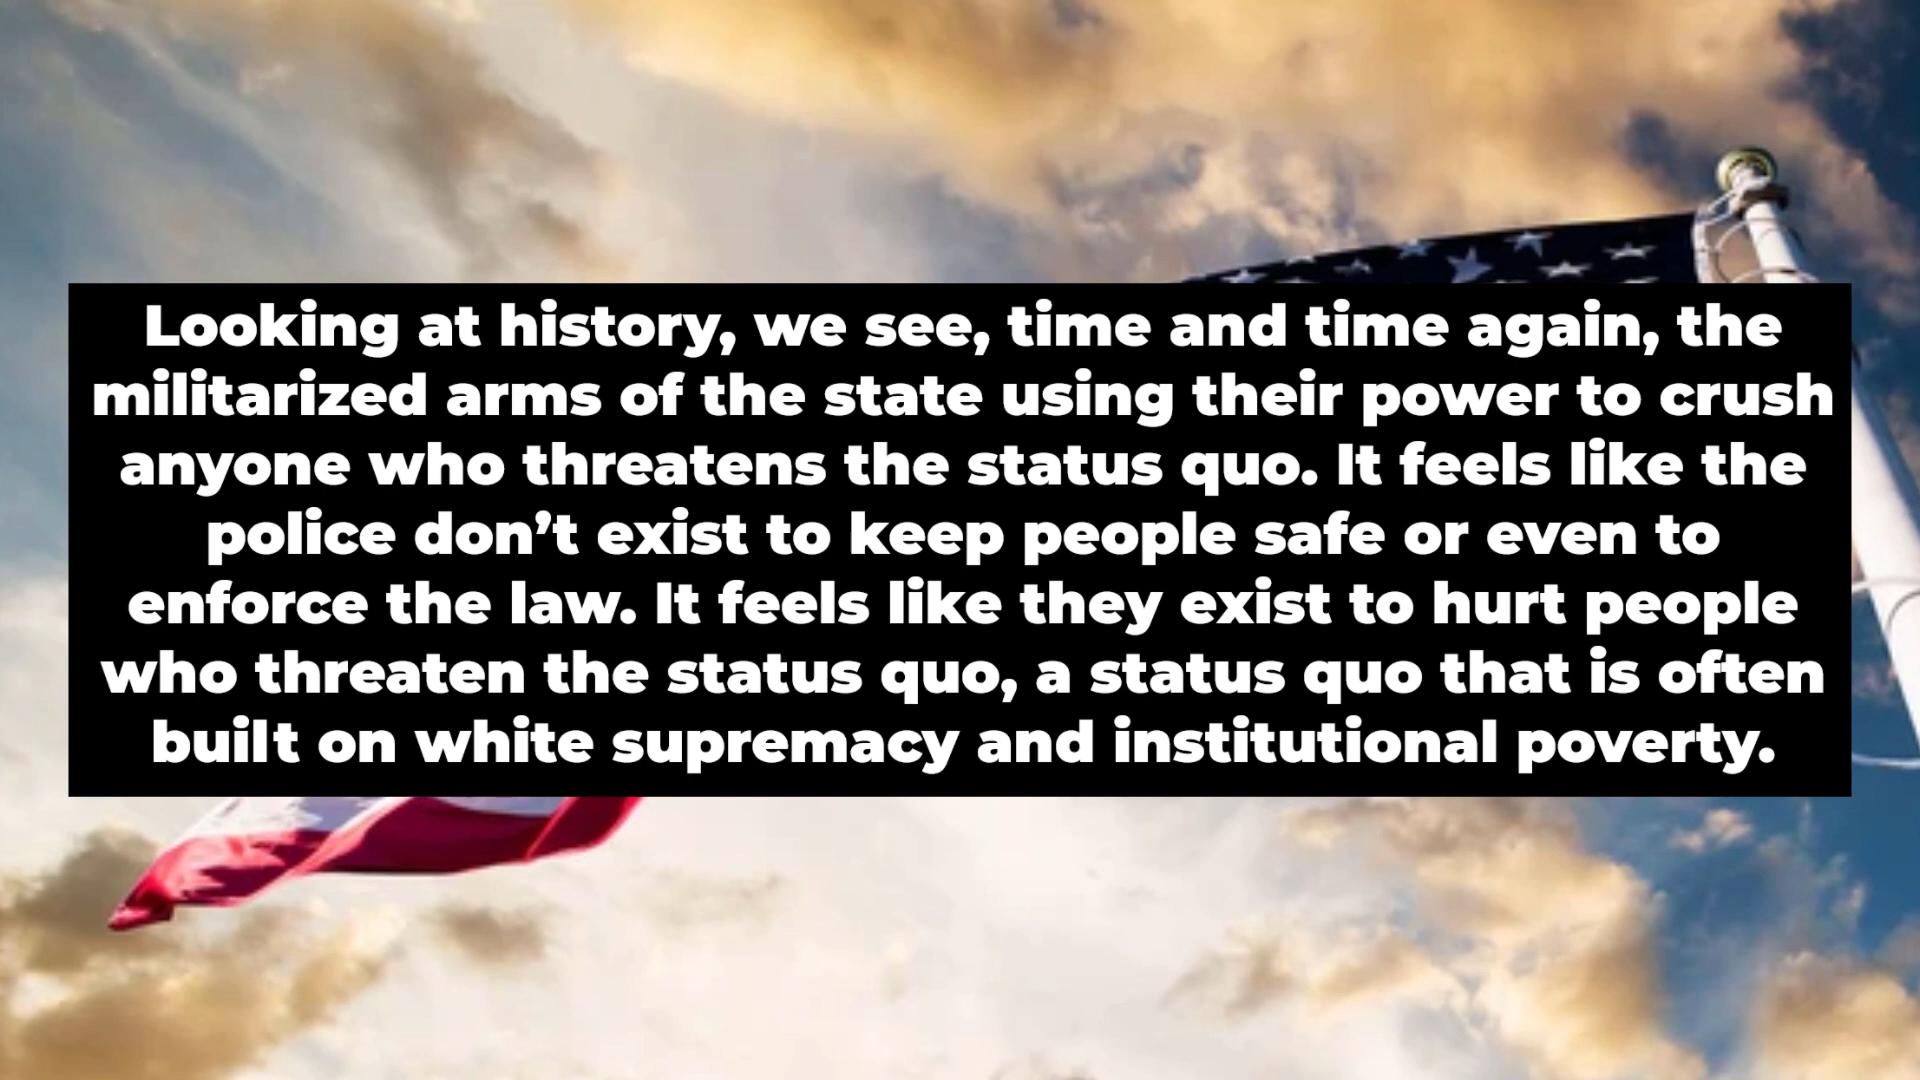 Looking at history, we see, time and time again, the
militarized arms of the state using their power to crush
anyone who threatens the status quo. It feels like the
police don’t exist to keep people safe or even to
enforce the law. It feels like they exist to hurt people
who threaten the status quo, a status quo that is often
built on white supremacy and institutional poverty.